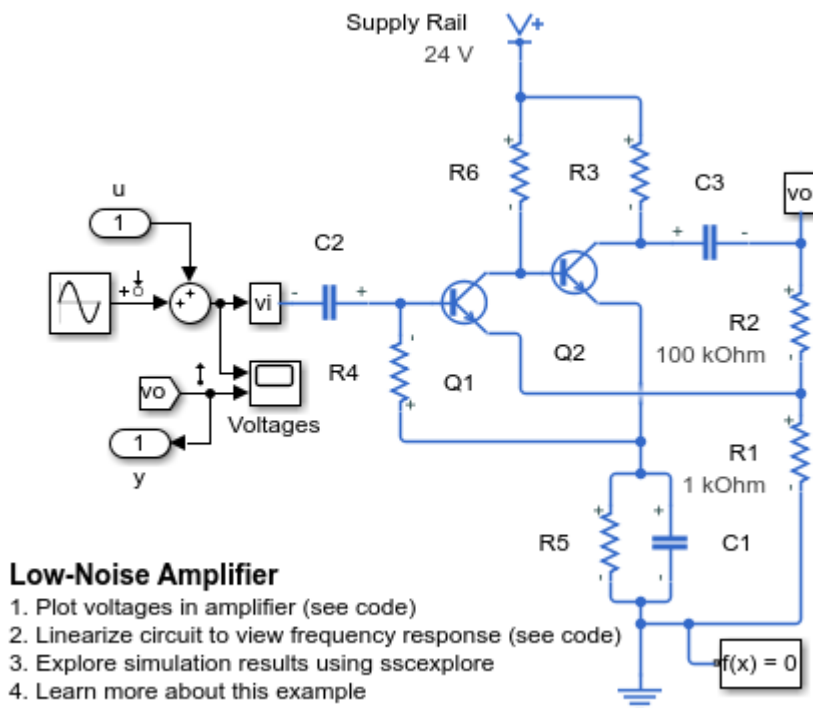 Supply Rail
24 V
R6
R3
C3
vo
u
1
C2
vi
R2
100 kOhm
R4
Q1
Q2
vo
Voltages
1
y
R1
1 kOhm
R5
C1
Low-Noise Amplifier
1. Plot voltages in amplifier (see code)
2. Linearize circuit to view frequency response (see code)
3. Explore simulation results using sscexplore
4. Learn more about this example
f(x) = 0